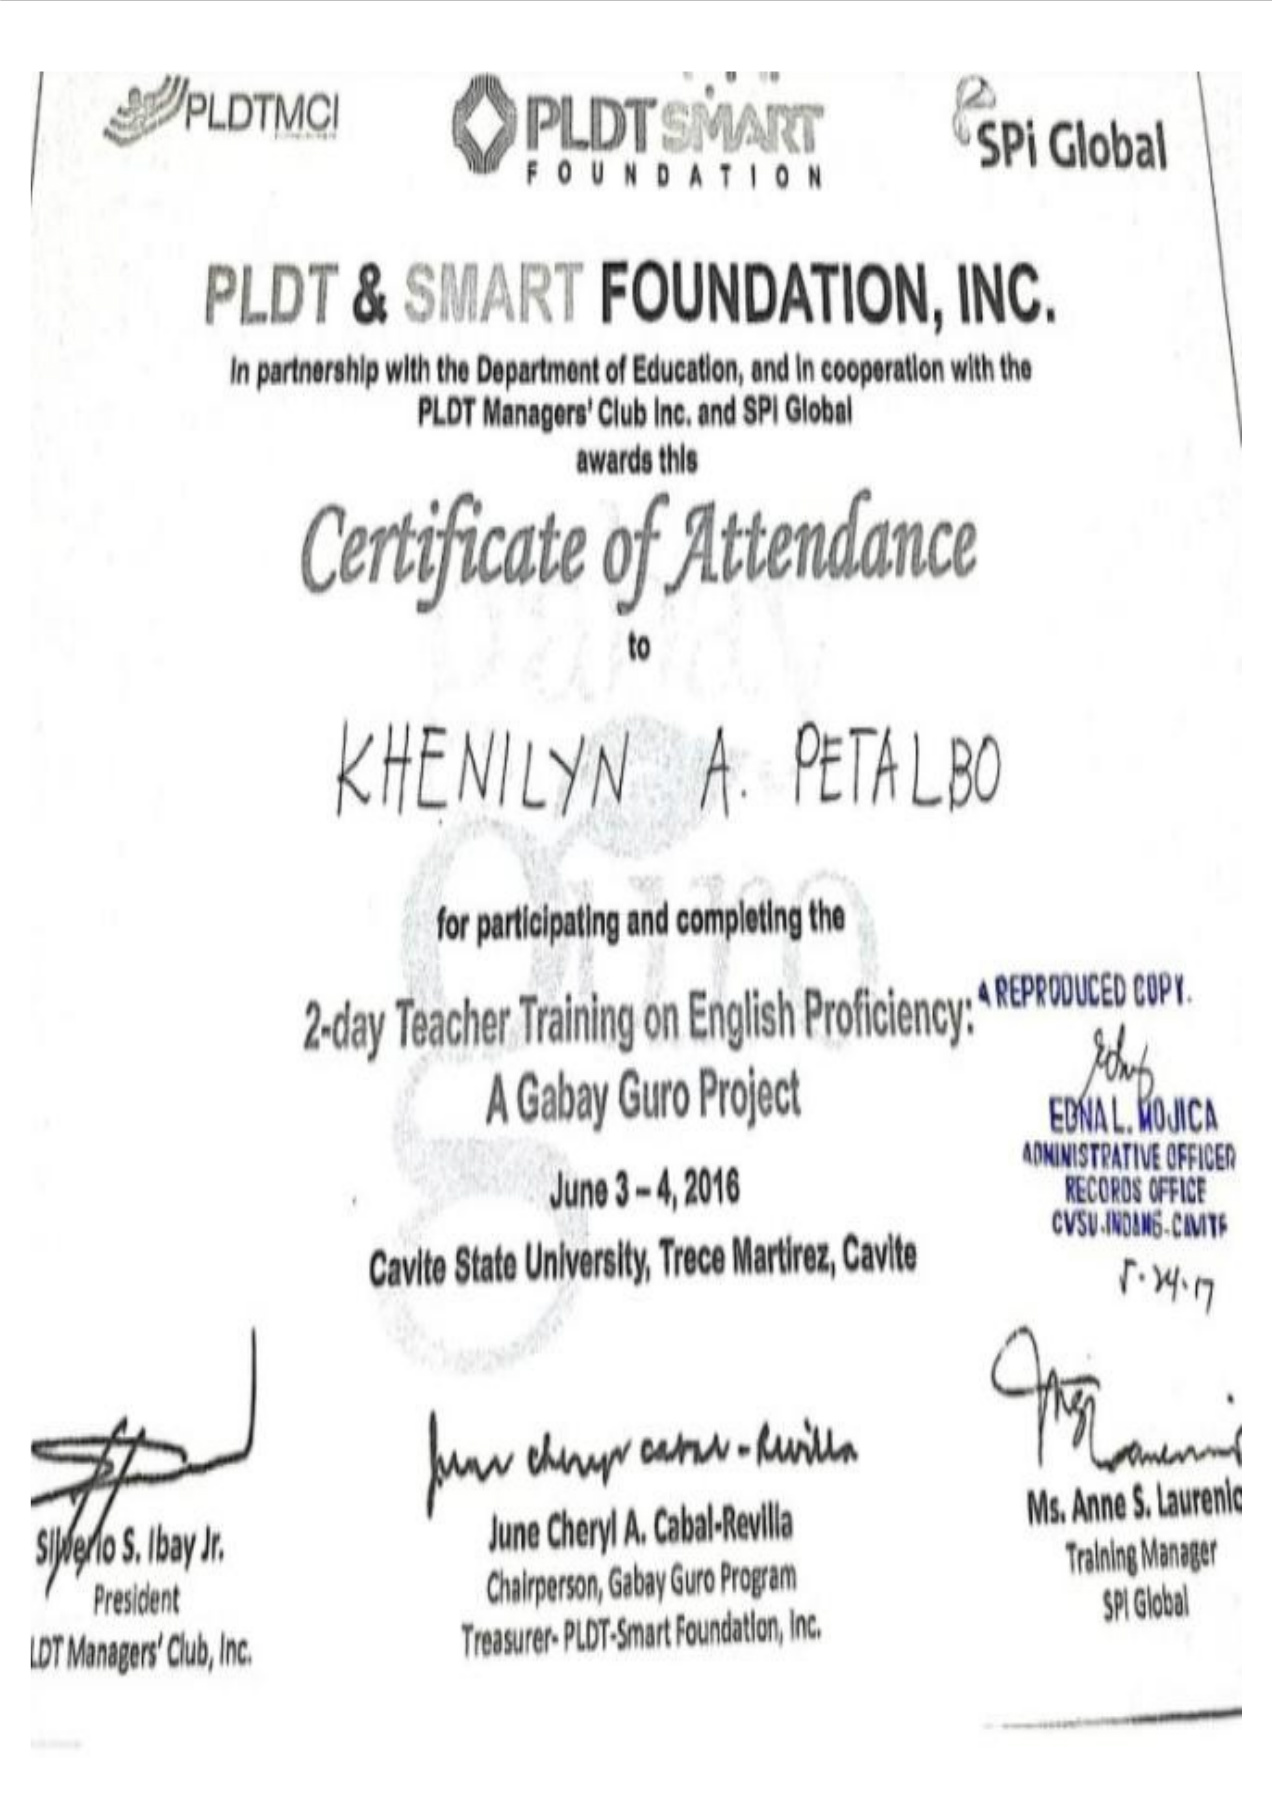 PLDTMCI
PLDT SMART
FOUNDATION
SPi Global
PLDT & SMART FOUNDATION, INC.
In partnership with the Department of Education, and in cooperation with the
PLDT Managers' Club Inc. and SPi Global
awards this
Certificate of Attendance
to
KHENILYN A. PETALBO
for participating and completing the
2-day Teacher Training on English Proficiency:
A Gabay Guro Project
June 3 – 4, 2016
Cavite State University, Trece Martirez, Cavite
A REPRODUCED COPY.
EDNA L. MOJICA
ADMINISTRATIVE OFFICER
RECORDS OFFICE
CVSU-INDANG-CAVITE
5-24-17
June Cheryl Cabal-Revilla
Silverio S. Ibay Jr.
President
LDT Managers' Club, Inc.
June Cheryl A. Cabal-Revilla
Chairperson, Gabay Guro Program
Treasurer- PLDT-Smart Foundation, Inc.
Ms. Anne S. Laurenio
Training Manager
SPi Global